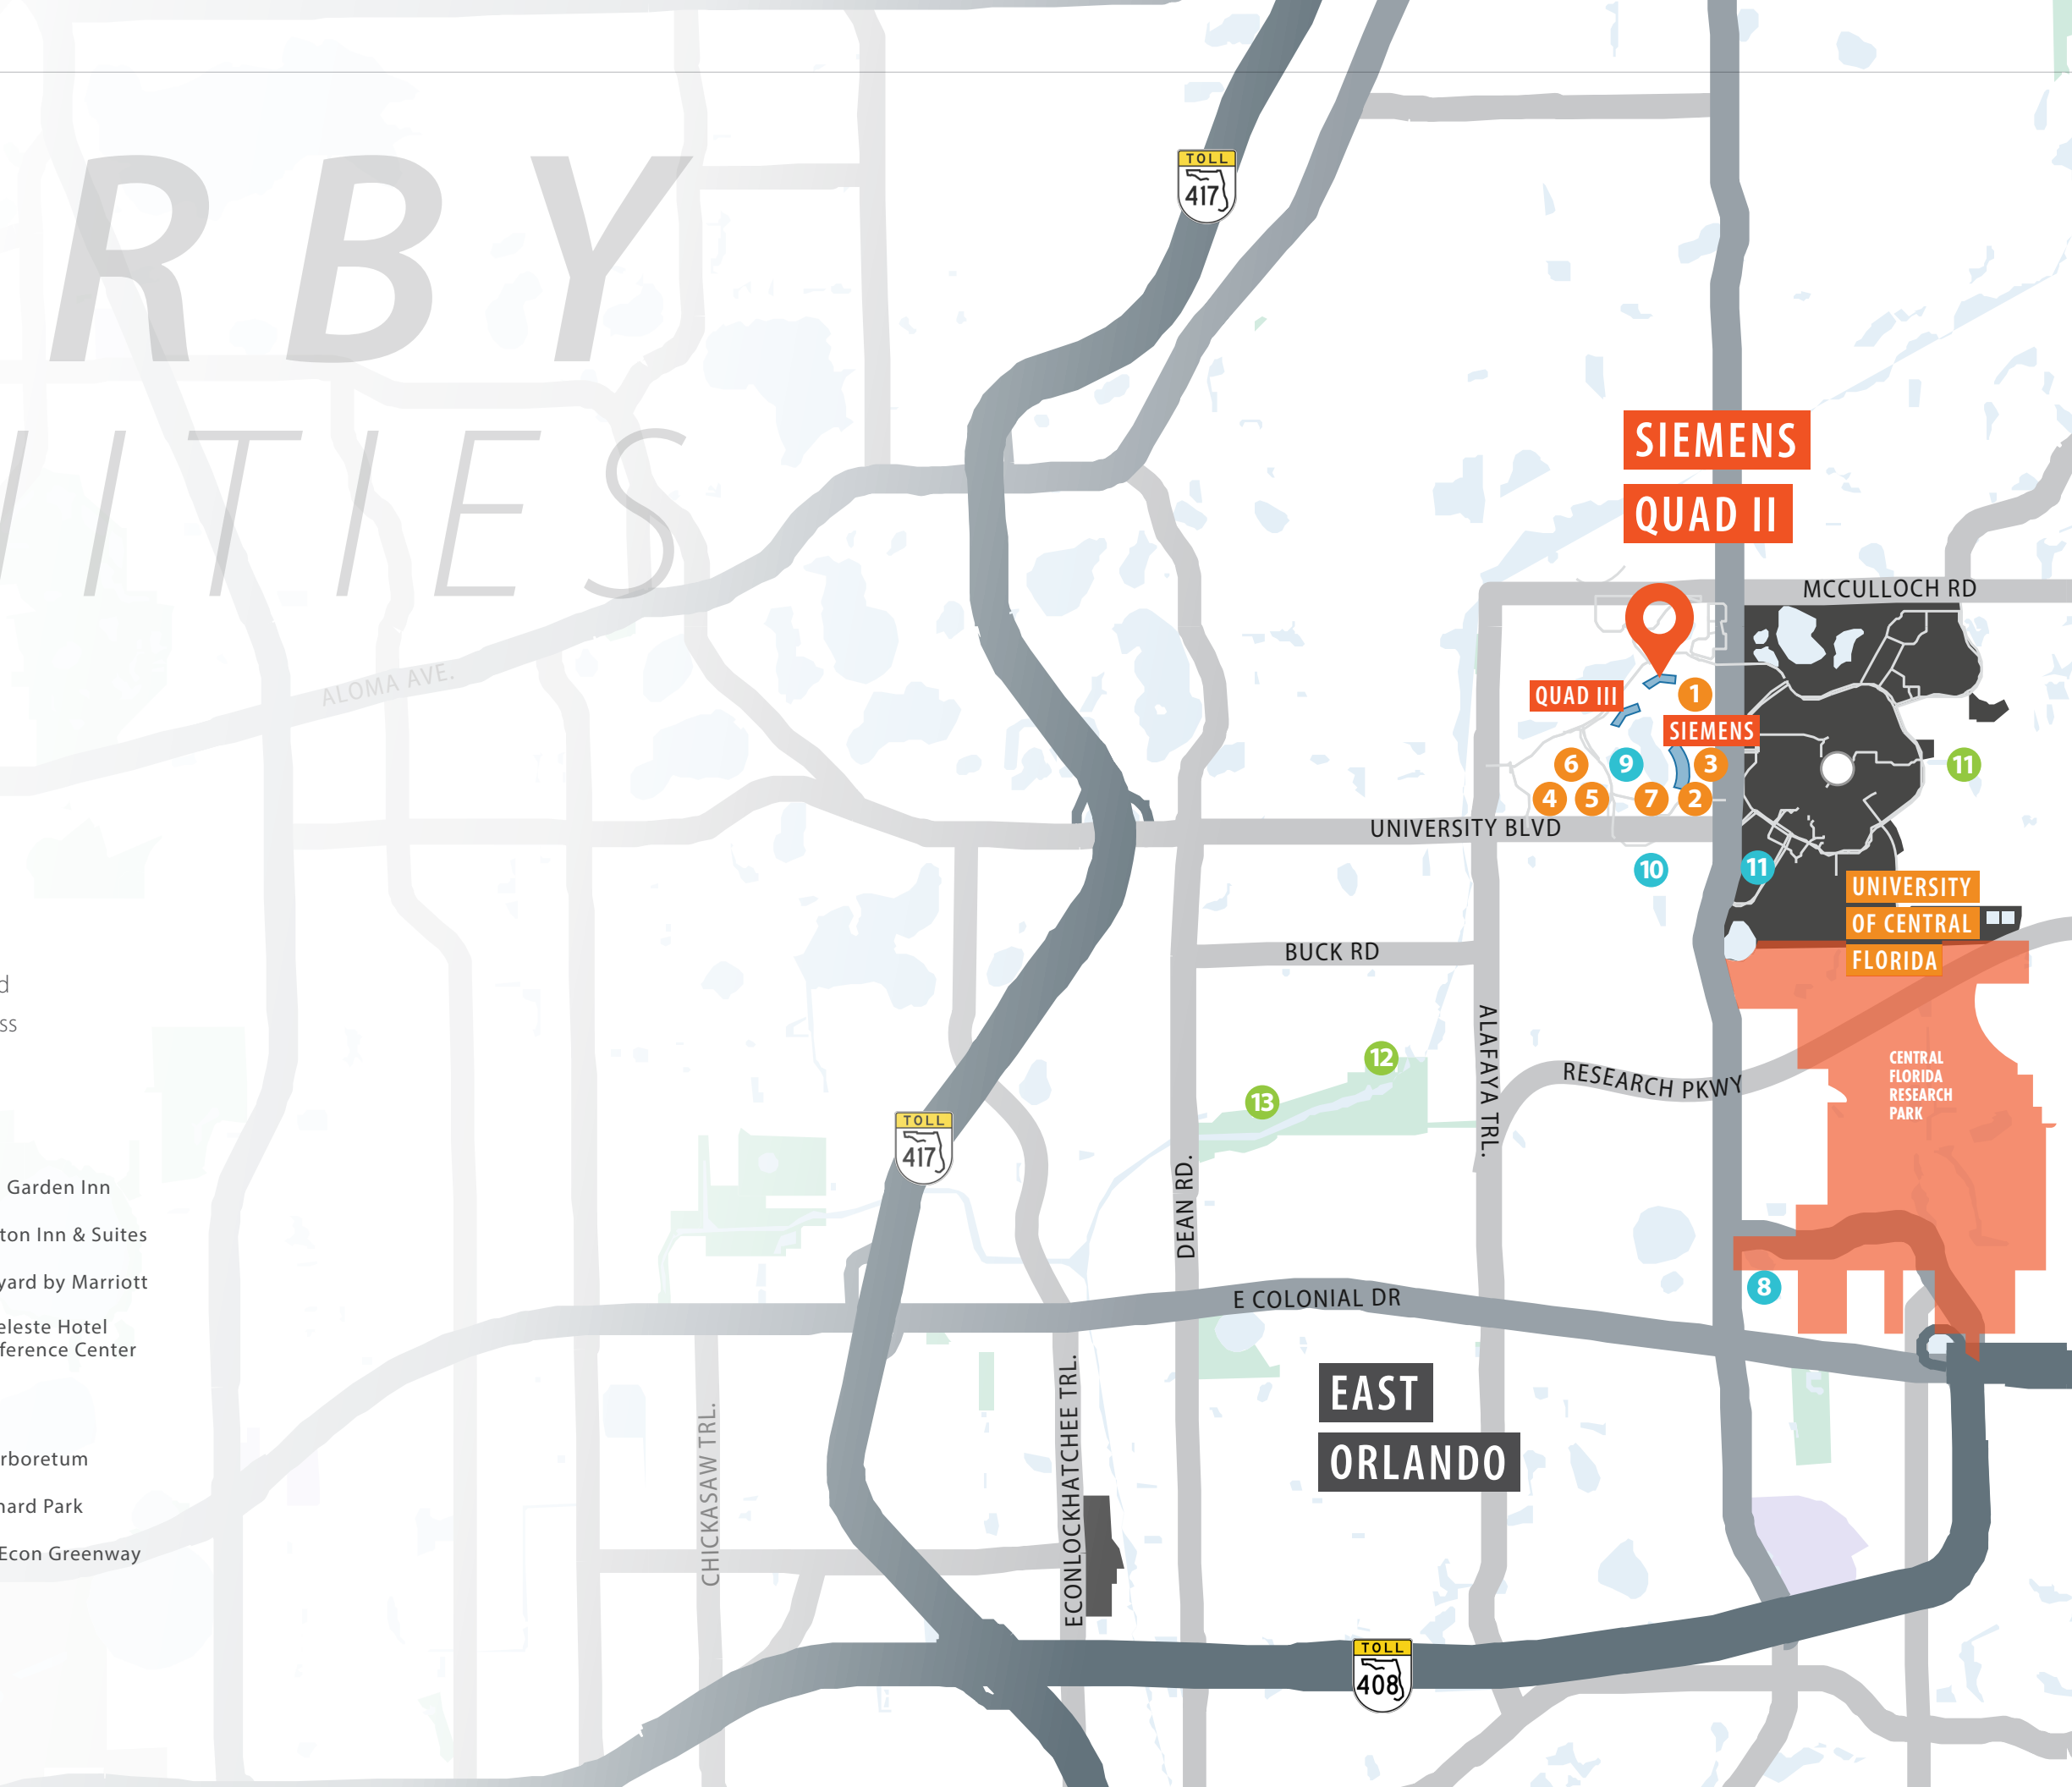 RBY
ITIES
TOLL
417
SIEMENS
QUAD II
MCCULLOCH RD
QUAD III
1
SIEMENS
6
9
3
11
4
5
7
2
UNIVERSITY BLVD
10
11
UNIVERSITY
OF CENTRAL
FLORIDA
ALOMA AVE.
BUCK RD
d
ss
ALAFAYA TRL.
RESEARCH PKWY
CENTRAL
FLORIDA
RESEARCH
PARK
12
13
TOLL
417
DEAN RD.
Garden Inn
ton Inn & Suites
yard by Marriott
eleste Hotel
ference Center
8
E COLONIAL DR
EAST
ORLANDO
CHICKASAW TRL.
ECONLOCKHATCHEE TRL.
rboretum
hard Park
Econ Greenway
TOLL
408